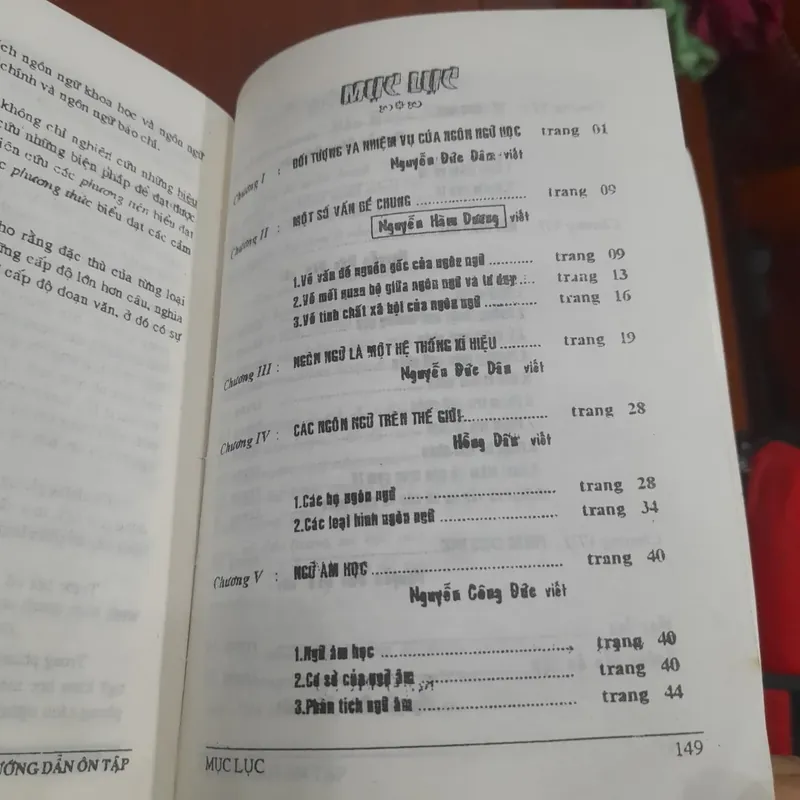 ích ngôn ngữ khoa học và ngôn ngữ
chính và ngôn ngữ báo chí.
không chỉ nghiên cứu những hiệu
cứu những biện pháp để đạt được
iên cứu các phương tiện biểu đạt
phương thức biểu đạt các cảm
ho rằng đặc thù của từng loại
ững cấp độ lớn hơn câu, nghĩa
cấp độ đoạn văn, ở đó có sự
ƯỚNG DẪN ÔN TẬP
MỤC LỤC
Chương I : ĐỐI TƯỢNG VÀ NHIỆM VỤ CỦA NGÔN NGỮ HỌC trang 01
Nguyễn Đức Dân viết
Chương II : MỘT SỐ VẤN ĐỀ CHUNG .................. trang 09
Nguyễn Hàm Dương viết
1.Về vấn đề nguồn gốc của ngôn ngữ ............ trang 09
2.Về mối quan hệ giữa ngôn ngữ và tư duy .... trang 13
3.Về tính chất xã hội của ngôn ngữ ............. trang 16
Chương III : NGÔN NGỮ LÀ MỘT HỆ THỐNG KÍ HIỆU .......... trang 19
Nguyễn Đức Dân viết
Chương IV : CÁC NGÔN NGỮ TRÊN THẾ GIỚI................ trang 28
Hồng Dân viết
1.Các họ ngôn ngữ .............................. trang 28
2.Các loại hình ngôn ngữ ....................... trang 34
Chương V : NGỮ ÂM HỌC ................................ trang 40
Nguyễn Công Đức viết
1.Ngữ âm học ................................... trang 40
2.Cơ sở của ngữ âm ............................. trang 40
3.Phân tích ngữ âm ............................. trang 44
MỤC LỤC 149